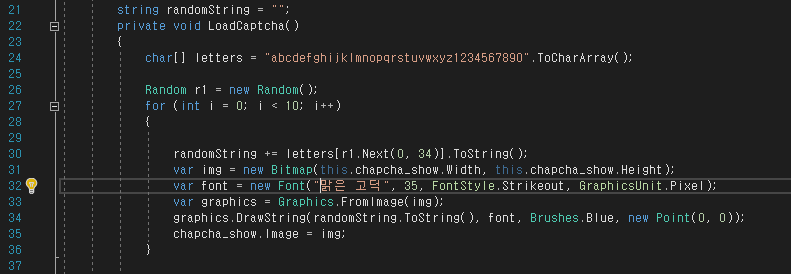 21 string randomString = "";
22 private void LoadCaptcha()
23 {
24 char[] letters = "abcdefghijklmnopqrstuvwxyz1234567890".ToCharArray();
25
26 Random r1 = new Random();
27 for (int i = 0; i < 10; i++)
28 {
29
30 randomString += letters[r1.Next(0, 34)].ToString();
31 var img = new Bitmap(this.chapcha_show.Width, this.chapcha_show.Height);
32 var font = new Font("맑은 고덕", 35, FontStyle.Strikeout, GraphicsUnit.Pixel);
33 var graphics = Graphics.FromImage(img);
34 graphics.DrawString(randomString.ToString(), font, Brushes.Blue, new Point(0, 0));
35 chapcha_show.Image = img;
36 }
37